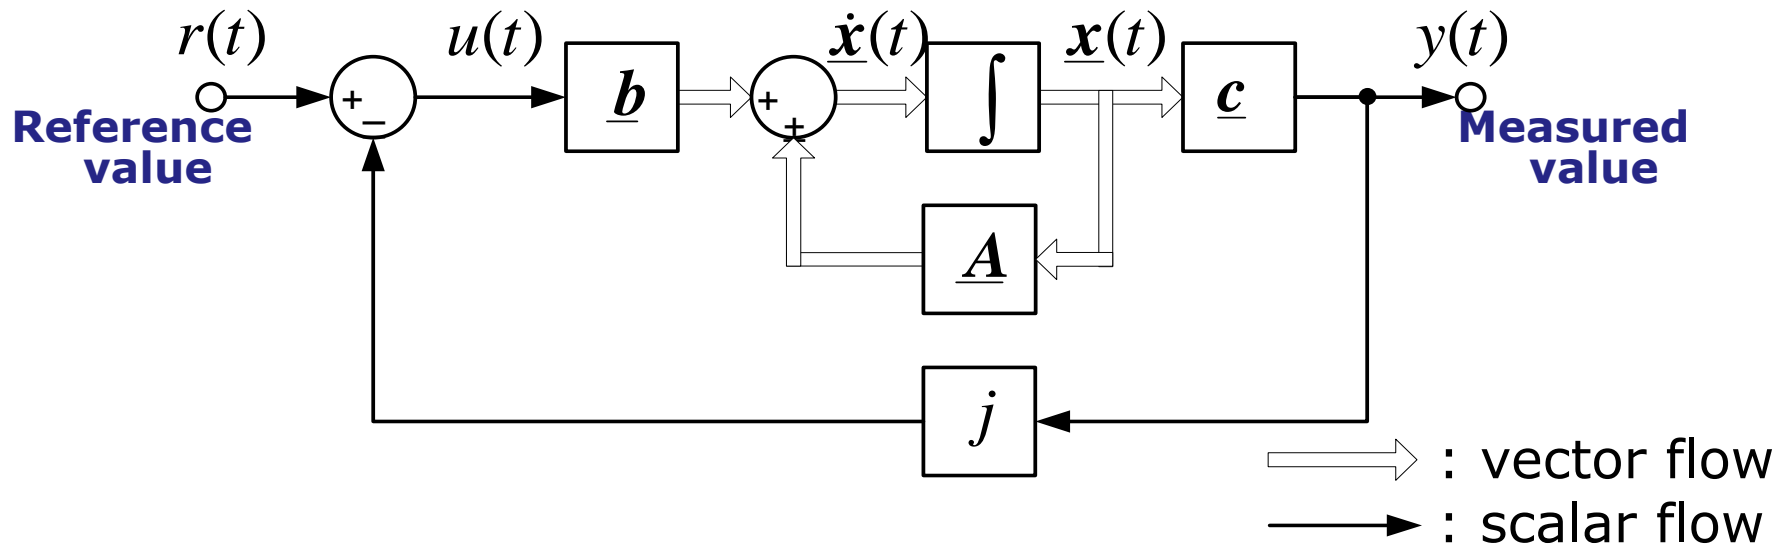 r(t)
u(t)
ẋ(t)
x(t)
y(t)
+
−
b
+
+
∫
c
Reference
value
Measured
value
A
j
: vector flow
: scalar flow